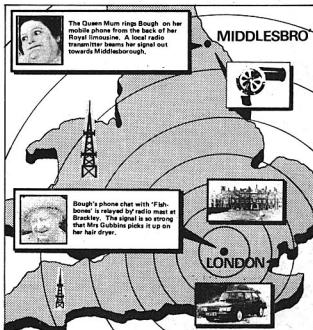 The Queen Mum rings Bough on her
mobile phone from the back of her
Royal limousine. A local radio
transmitter beams her signal out
towards Middlesborough.
MIDDLESBRO'
Bough's phone chat with 'Fish-
bones' is relayed by radio mast at
Brackley. The signal is so strong
that Mrs Gubbins picks it up on
her hair dryer.
LONDON